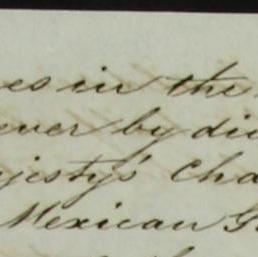 es in the
ever by di
jesty's Cha
Mexican G